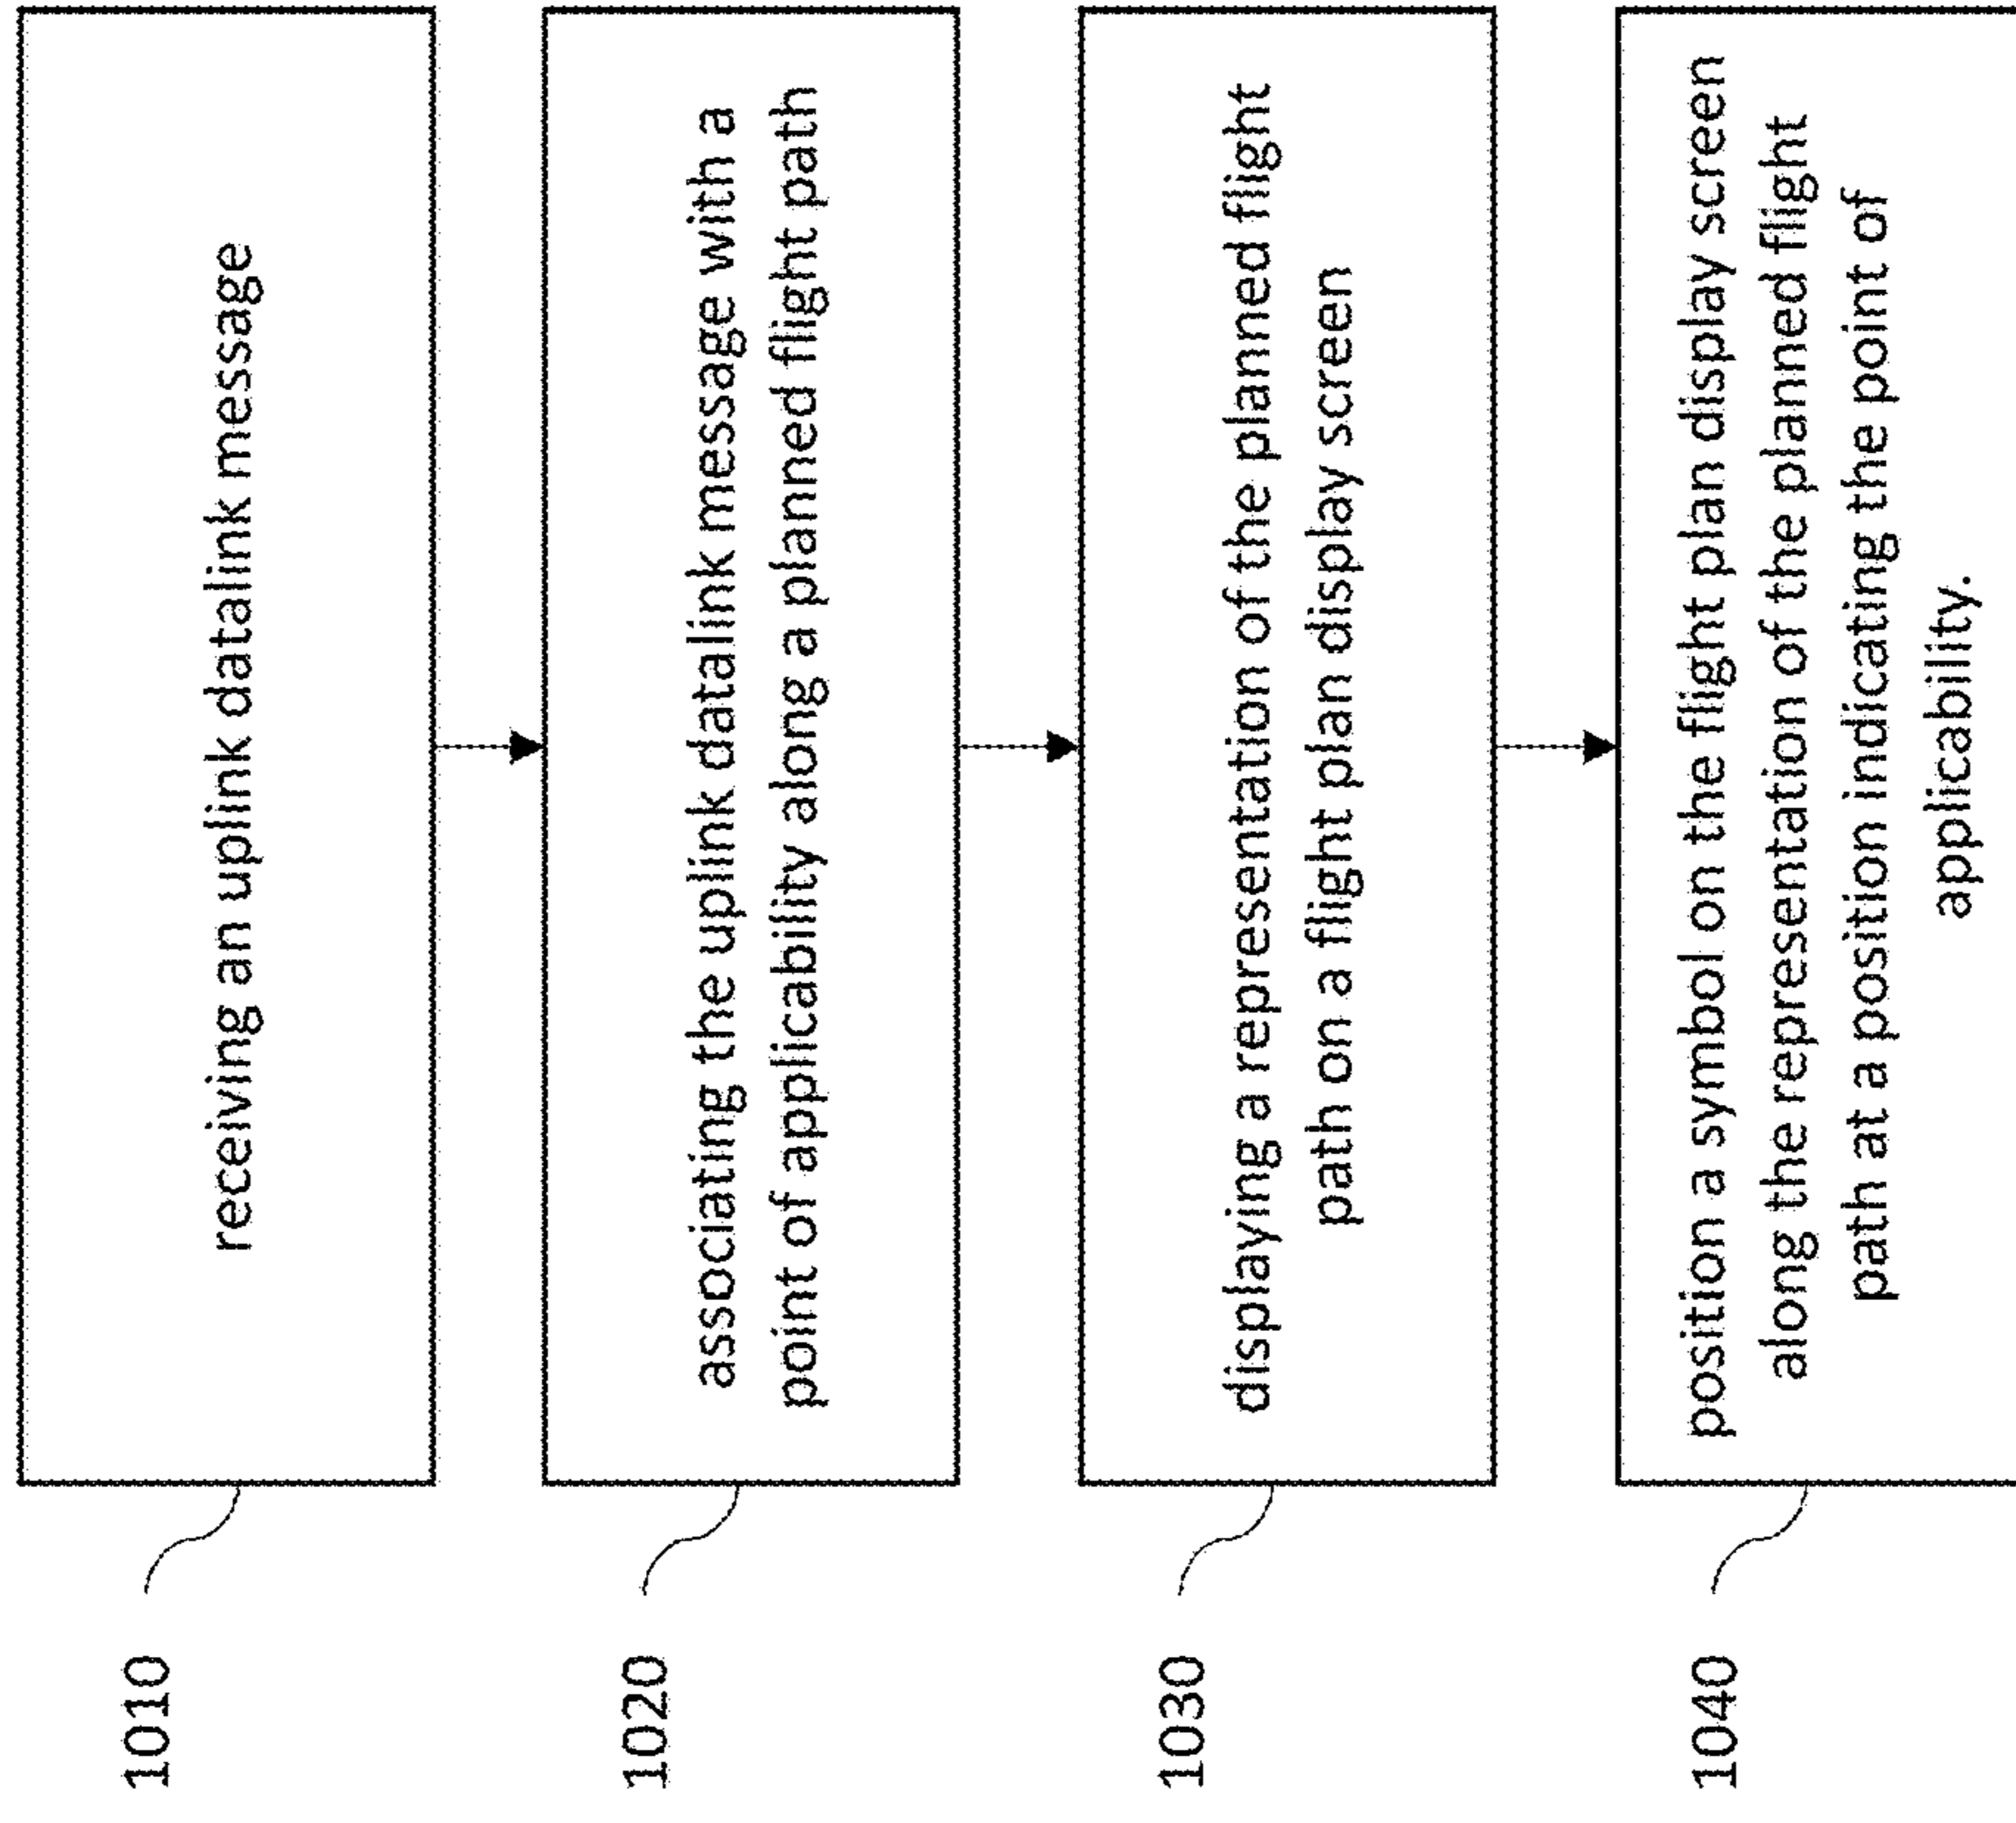 1010
receiving an uplink datalink message
1020
associating the uplink datalink message with a
point of applicability along a planned flight path
1030
displaying a representation of the planned flight
path on a flight plan display screen
1040
position a symbol on the flight plan display screen
along the representation of the planned flight
path at a position indicating the point of
applicability.